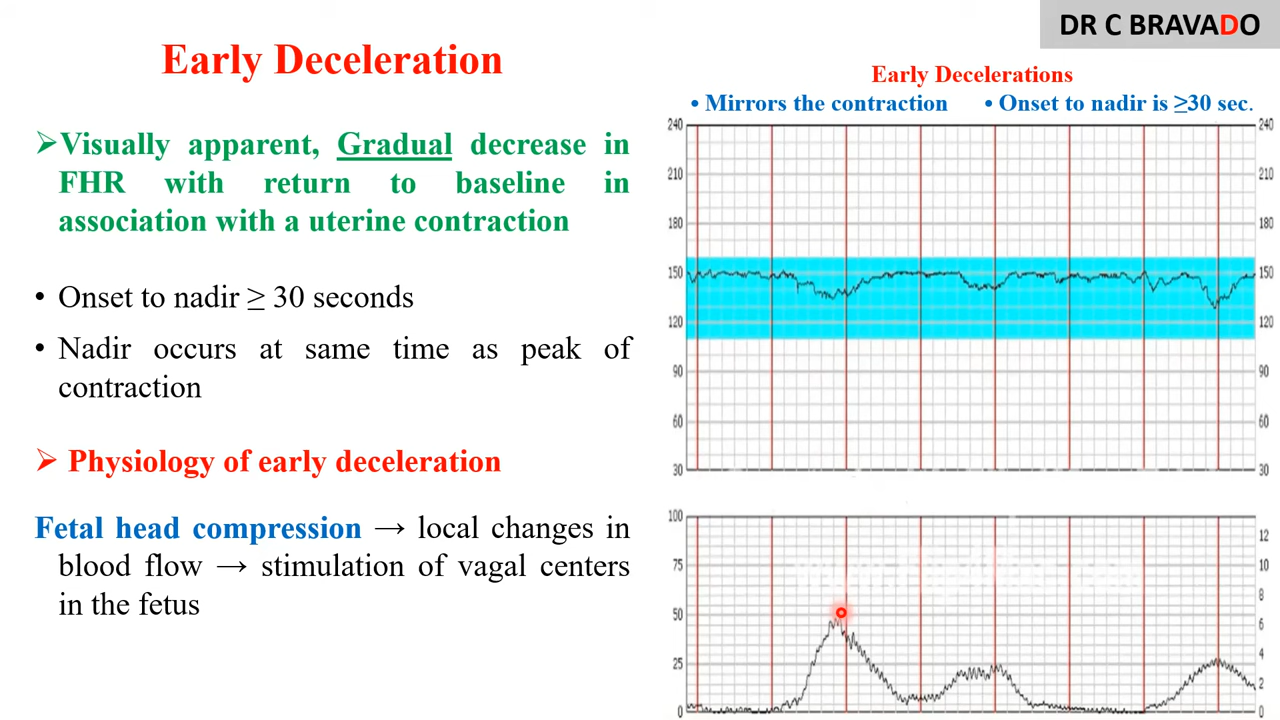 DR C BRAVADO
Early Deceleration
➢Visually apparent, Gradual decrease in
FHR with return to baseline in
association with a uterine contraction
• Onset to nadir ≥ 30 seconds
• Nadir occurs at same time as peak of
contraction
➢ Physiology of early deceleration
Fetal head compression → local changes in
blood flow → stimulation of vagal centers
in the fetus
Early Decelerations
• Mirrors the contraction • Onset to nadir is ≥30 sec.
240 240
210 210
180 180
150 150
120 120
90 90
60 60
30 30
100
12
75 10
8
50 6
25 4
2
0 0